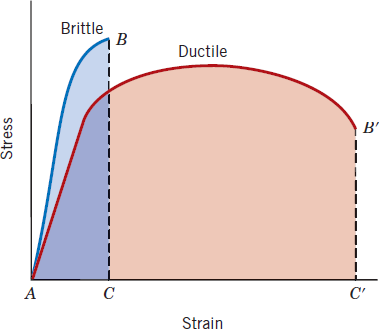 Brittle
B
Ductile
B′
Stress
A
C
C′
Strain